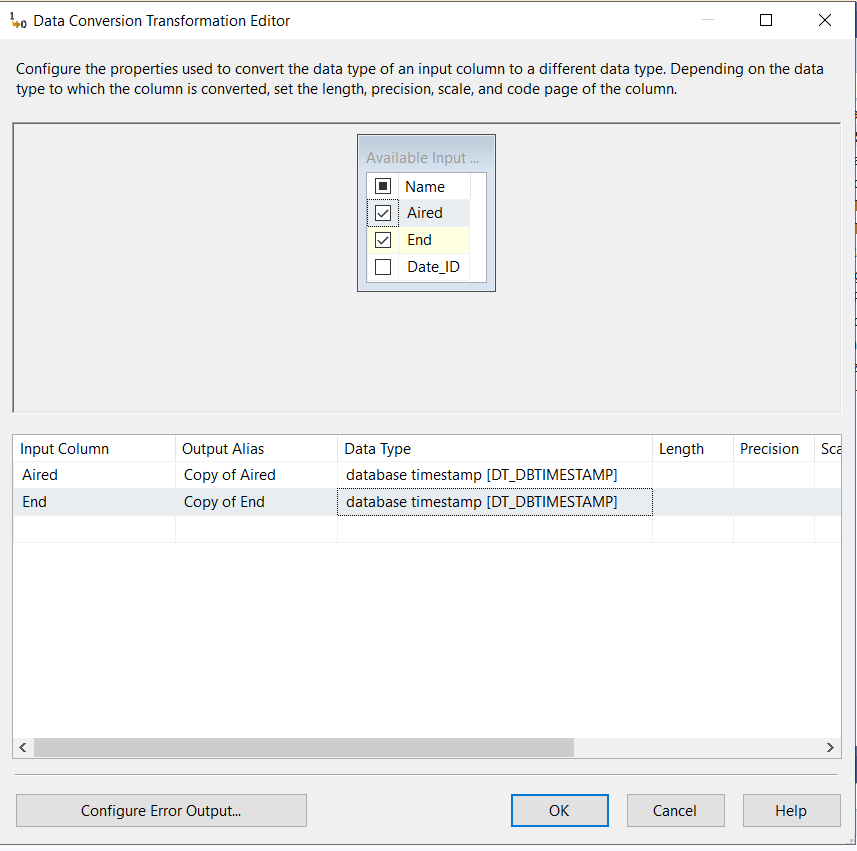 Data Conversion Transformation Editor
Configure the properties used to convert the data type of an input column to a different data type. Depending on the data
type to which the column is converted, set the length, precision, scale, and code page of the column.
Available Input ...
Name
Aired
End
Date_ID
Input Column Output Alias Data Type Length Precision Sca
Aired Copy of Aired database timestamp [DT_DBTIMESTAMP]
End Copy of End database timestamp [DT_DBTIMESTAMP]
Configure Error Output... OK Cancel Help